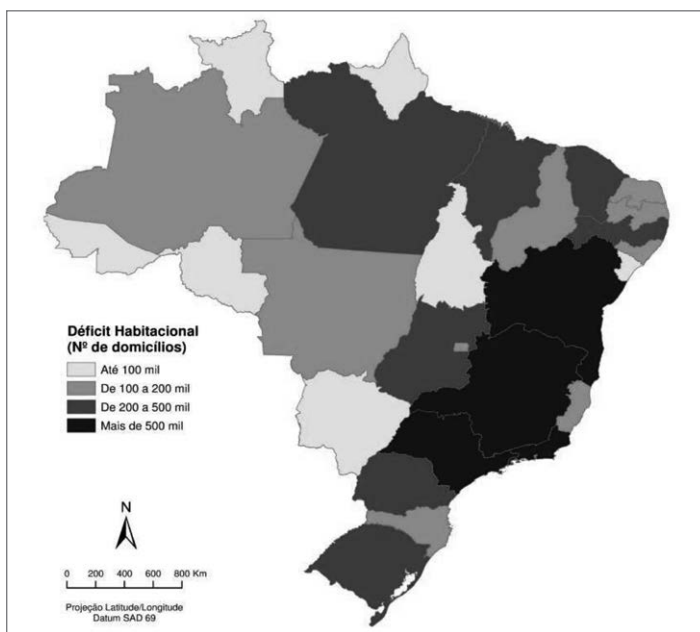 Déficit Habitacional
(Nº de domicílios)
Até 100 mil
De 100 a 200 mil
De 200 a 500 mil
Mais de 500 mil
N
0 200 400 600 800 Km
Projeção Latitude/Longitude
Datum SAD 69